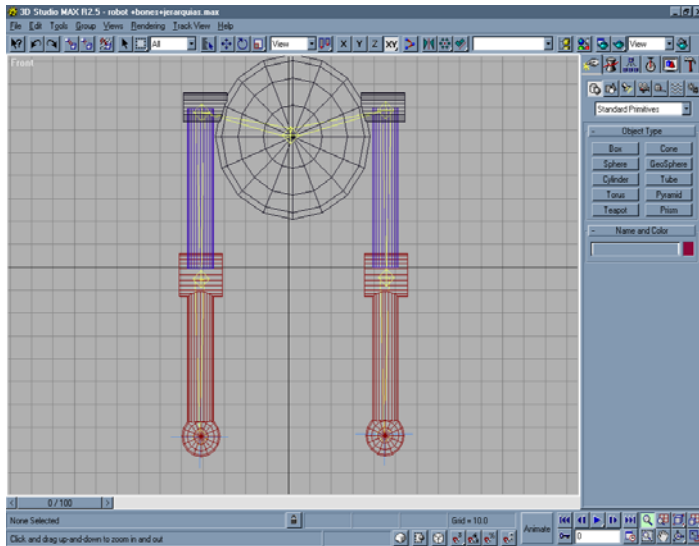 3D Studio MAX R2.5 - robot +bones+jerarquias.max
File Edit Tools Group Views Rendering Track View Help
All View X Y Z XY View
Front
Standard Primitives
- Object Type
Box Cone
Sphere GeoSphere
Cylinder Tube
Torus Pyramid
Teapot Prism
- Name and Color
< 0 / 100 >
None Selected Grid = 10.0 Animate
Click and drag up-and-down to zoom in and out 0